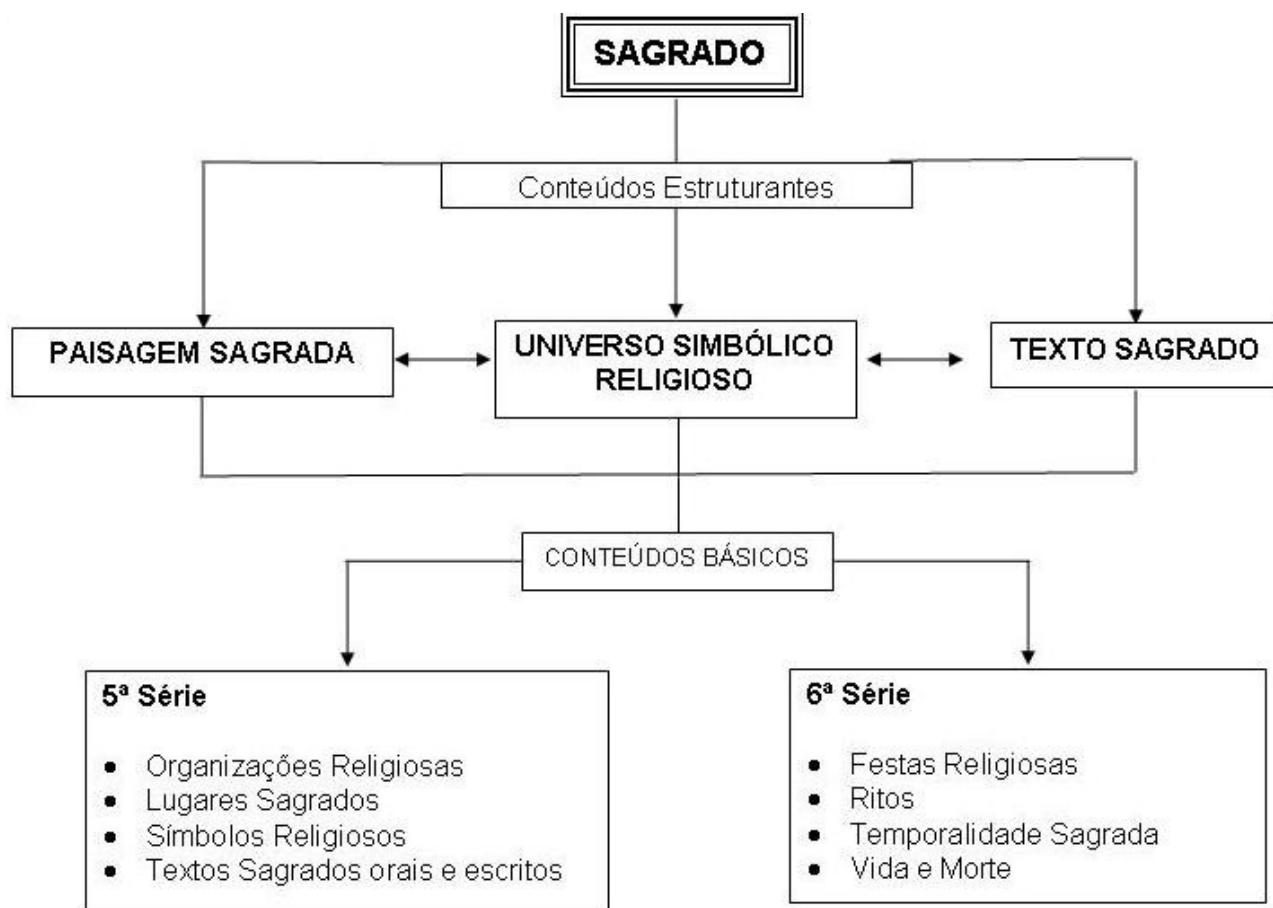 SAGRADO
Conteúdos Estruturantes
PAISAGEM SAGRADA
UNIVERSO SIMBÓLICO
RELIGIOSO
TEXTO SAGRADO
CONTEÚDOS BÁSICOS
5ª Série
• Organizações Religiosas
• Lugares Sagrados
• Símbolos Religiosos
• Textos Sagrados orais e escritos
6ª Série
• Festas Religiosas
• Ritos
• Temporalidade Sagrada
• Vida e Morte